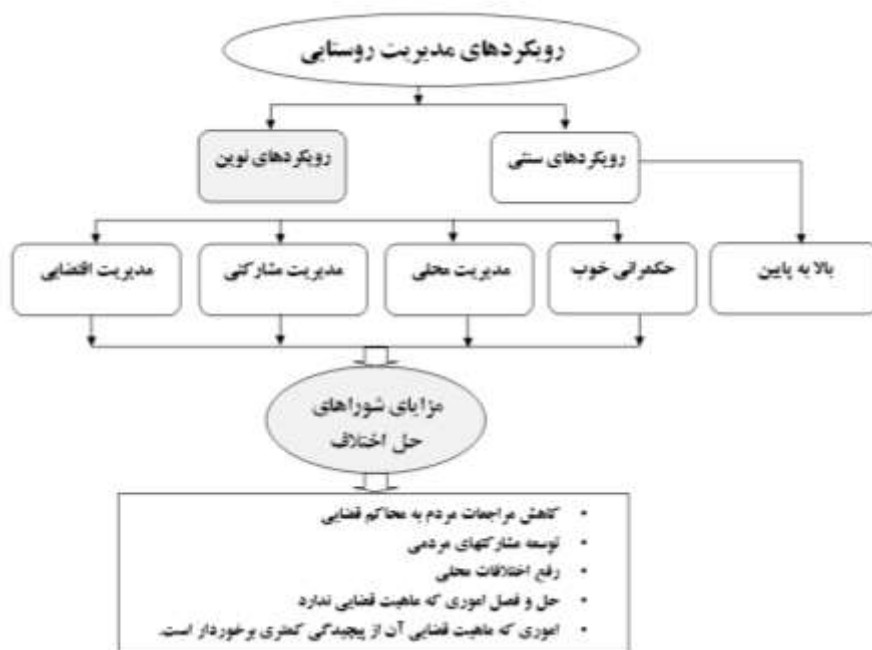 رویکردهای مدیریت روستایی
رویکردهای سنتی
رویکردهای نوین
بالا به پایین
حکمرانی خوب
مدیریت محلی
مدیریت مشارکتی
مدیریت اقتضایی
مزایای شوراهای
حل اختلاف
• کاهش مراجعات مردم به محاکم قضایی
• توسعه مشارکتهای مردمی
• رفع اختلافات محلی
• حل و فصل اموری که ماهیت قضایی ندارد
• اموری که ماهیت قضایی آن از پیچیدگی کمتری برخوردار است.